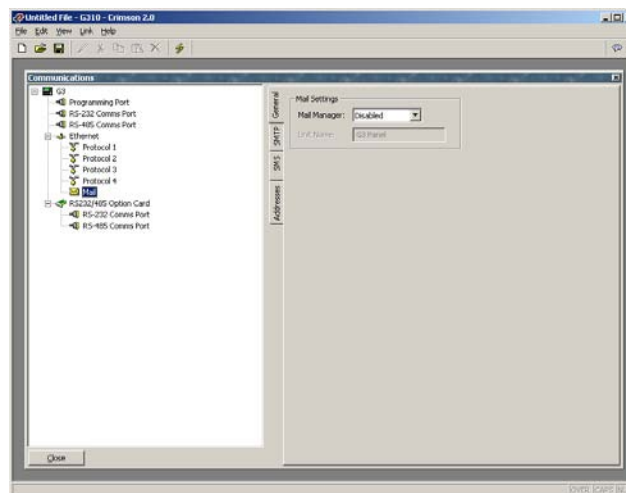 Untitled File - G310 - Crimson 2.0
File Edit View Link Help
Communications
G3
Programming Port
RS-232 Comms Port
RS-485 Comms Port
Ethernet
Protocol 1
Protocol 2
Protocol 3
Protocol 4
Mail
RS232/485 Option Card
RS-232 Comms Port
RS-485 Comms Port
General
SMTP
SMS
Addresses
Mail Settings
Mail Manager: Disabled
Unit Name: G3 Panel
Close